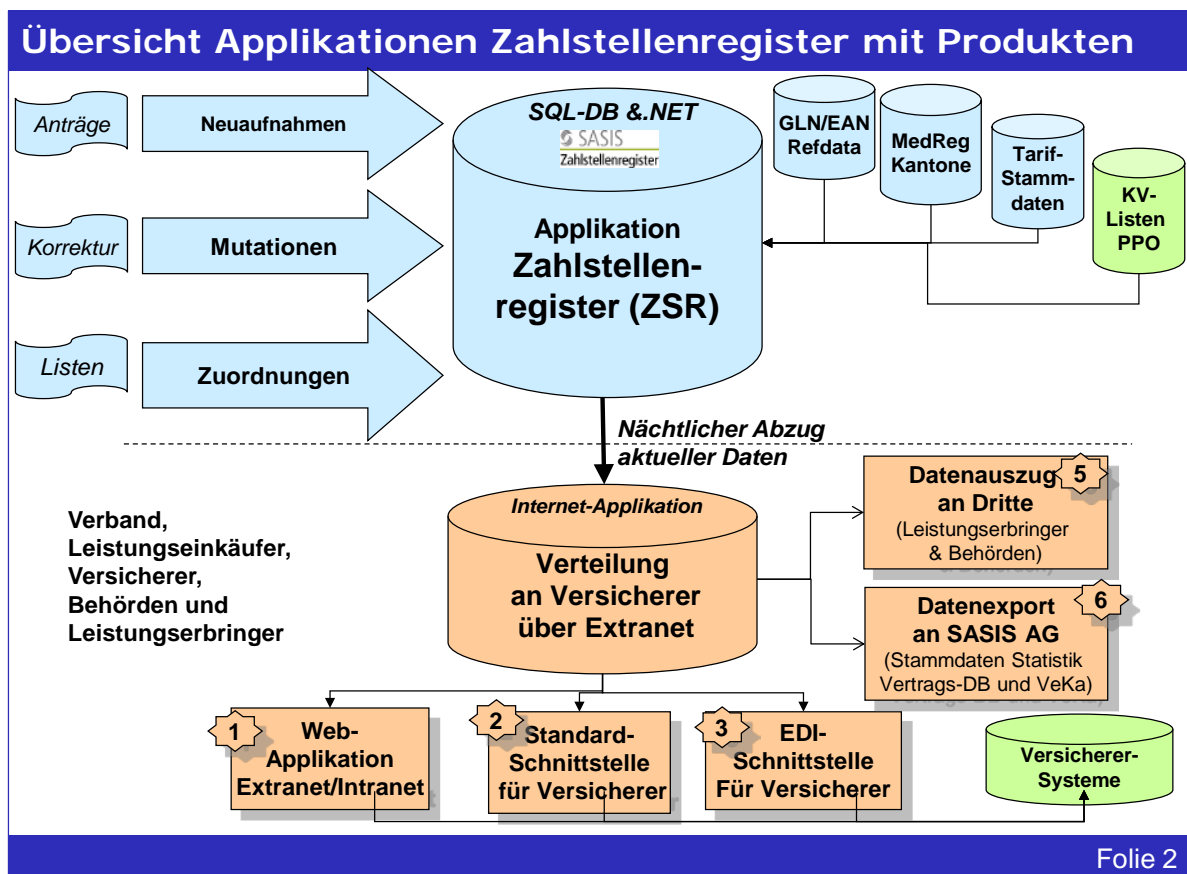 Übersicht Applikationen Zahlstellenregister mit Produkten
Anträge
Neuaufnahmen
Korrektur
Mutationen
Listen
Zuordnungen
SQL-DB &.NET
SASIS
Zahlstellenregister
Applikation
Zahlstellen-
register (ZSR)
GLN/EAN
Refdata
MedReg
Kantone
Tarif-
Stamm-
daten
KV-
Listen
PPO
Nächtlicher Abzug
aktueller Daten
Verband,
Leistungseinkäufer,
Versicherer,
Behörden und
Leistungserbringer
Internet-Applikation
Verteilung
an Versicherer
über Extranet
5
Datenauszug
an Dritte
(Leistungserbringer
& Behörden)
6
Datenexport
an SASIS AG
(Stammdaten Statistik
Vertrags-DB und VeKa)
1
Web-
Applikation
Extranet/Intranet
2
Standard-
Schnittstelle
für Versicherer
3
EDI-
Schnittstelle
Für Versicherer
Versicherer-
Systeme
Folie 2